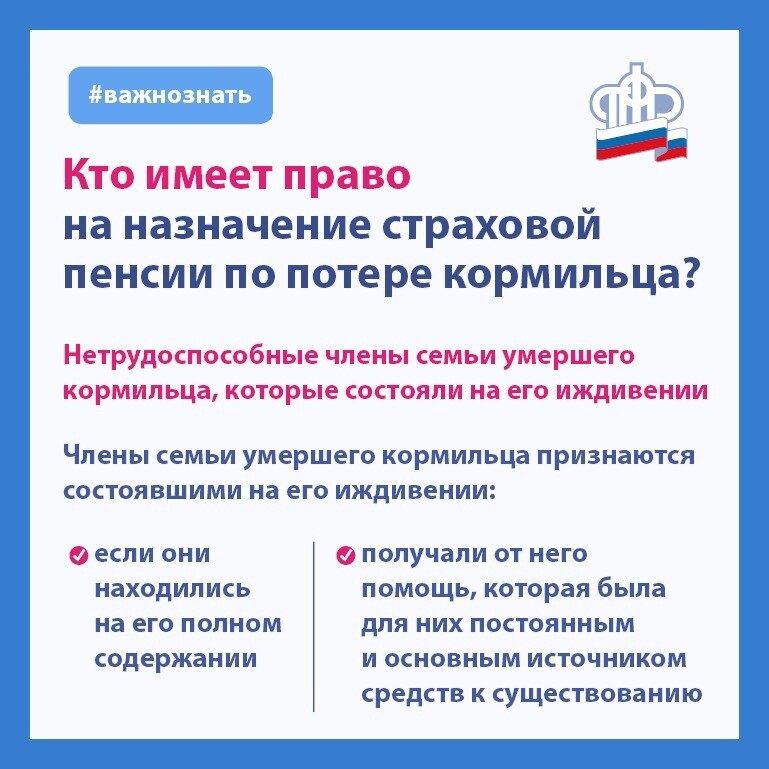 #важнознать
Кто имеет право
на назначение страховой
пенсии по потере кормильца?
Нетрудоспособные члены семьи умершего
кормильца, которые состояли на его иждивении
Члены семьи умершего кормильца признаются
состоявшими на его иждивении:
если они
находились
на его полном
содержании
получали от него
помощь, которая была
для них постоянным
и основным источником
средств к существованию